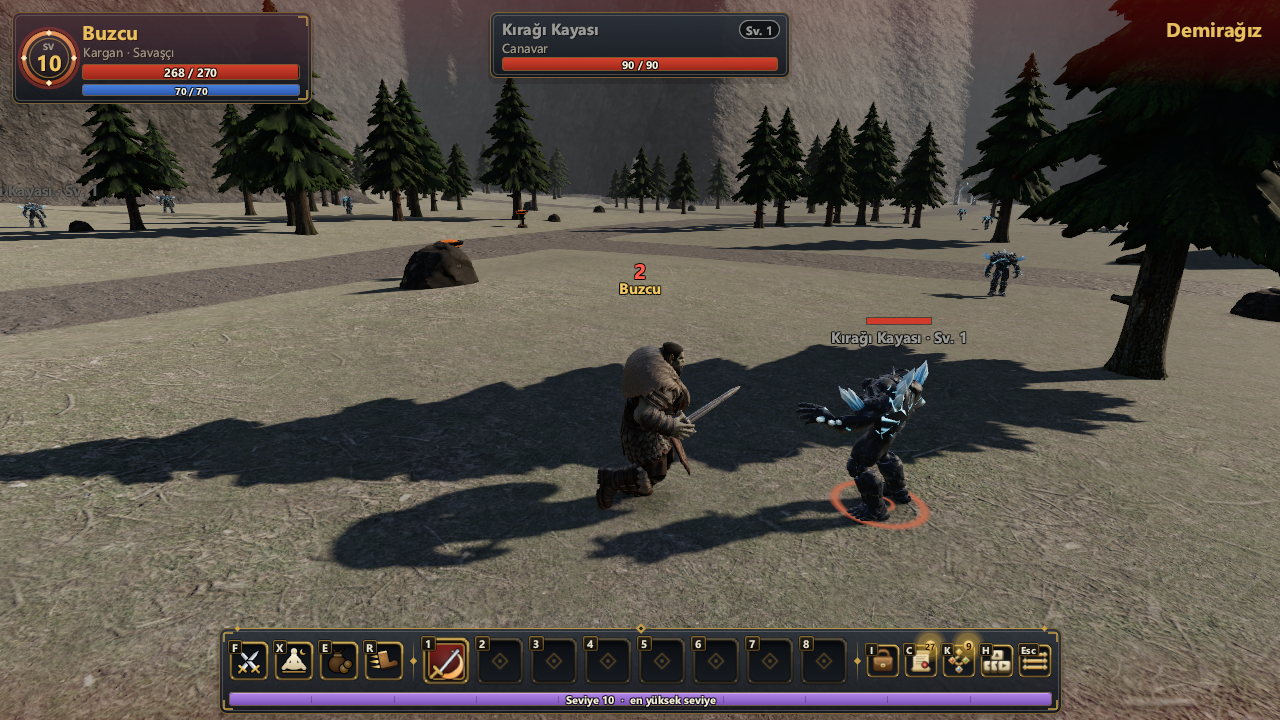 Buzcu
SV
10
Kargan · Savaşçı
268 / 270
70 / 70
Kırağı Kayası
Sv. 1
Canavar
90 / 90
Demirağız
Kayası · Sv.
2
Buzcu
Kırağı Kayası · Sv. 1
F
X
E
R
1
2
3
4
5
6
7
8
I
C
27
K
9
H
Esc
Seviye 10 · en yüksek seviye